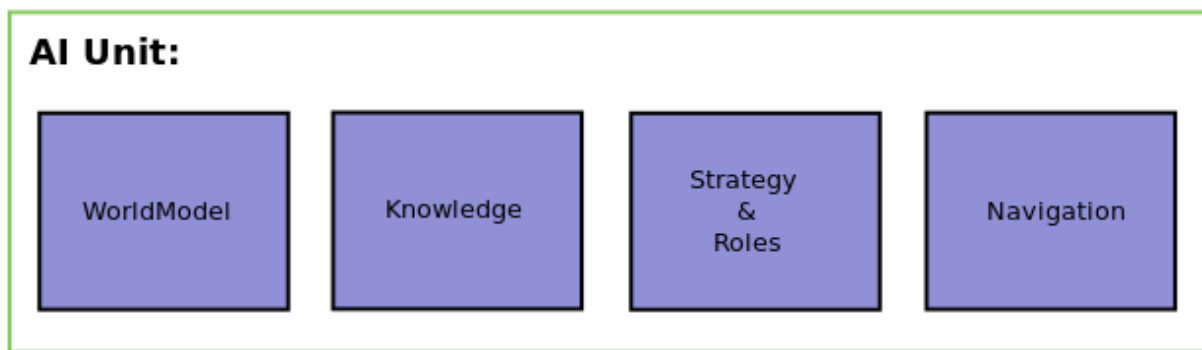 AI Unit:
WorldModel
Knowledge
Strategy
&
Roles
Navigation